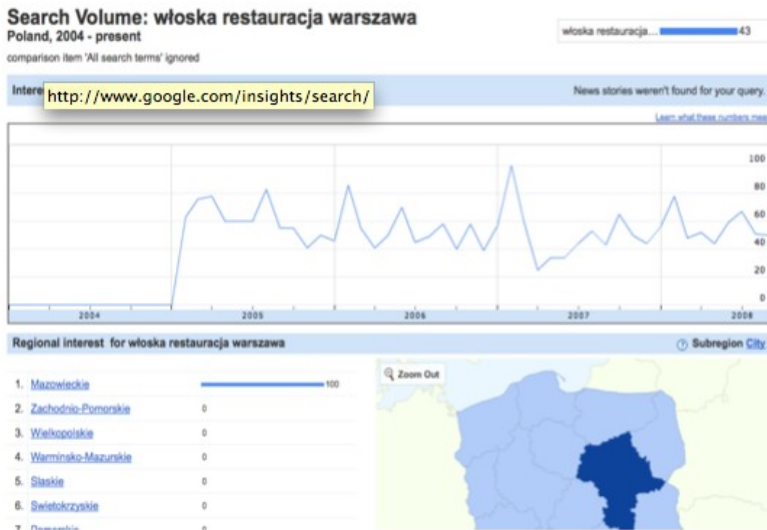 Search Volume: włoska restauracja warszawa
Poland, 2004 - present
włoska restauracja... 43
comparison item 'All search terms' ignored
Intere
http://www.google.com/insights/search/
News stories weren't found for your query.
Learn what these numbers mea
100
80
60
40
20
0
2004 2005 2006 2007 2008
Regional interest for włoska restauracja warszawa
Subregion City
Zoom Out
1. Mazowieckie 100
2. Zachodnio-Pomorskie 0
3. Wielkopolskie 0
4. Warminsko-Mazurskie 0
5. Slaskie 0
6. Swietokrzyskie 0
7.